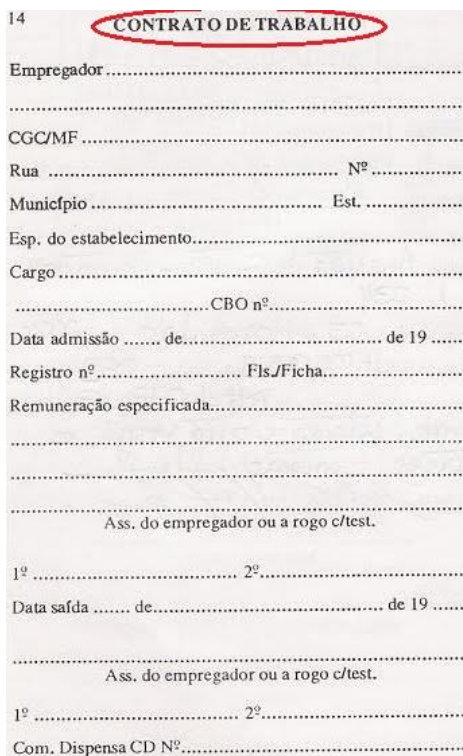 14
CONTRATO DE TRABALHO
Empregador ........................................................
........................................................
CGC/MF ........................................................
Rua ........................................ Nº ................
Município ........................................ Est. ................
Esp. do estabelecimento........................................
Cargo ........................................................
................................CBO nº................................
Data admissão ....... de................................ de 19 .....
Registro nº........................ Fls./Ficha........................
Remuneração especificada........................................
........................................................
........................................................
........................................................
Ass. do empregador ou a rogo c/test.
1º ................................ 2º................................
Data saída ....... de................................ de 19 .....
........................................................
Ass. do empregador ou a rogo c/test.
1º ................................ 2º................................
Com. Dispensa CD Nº........................................